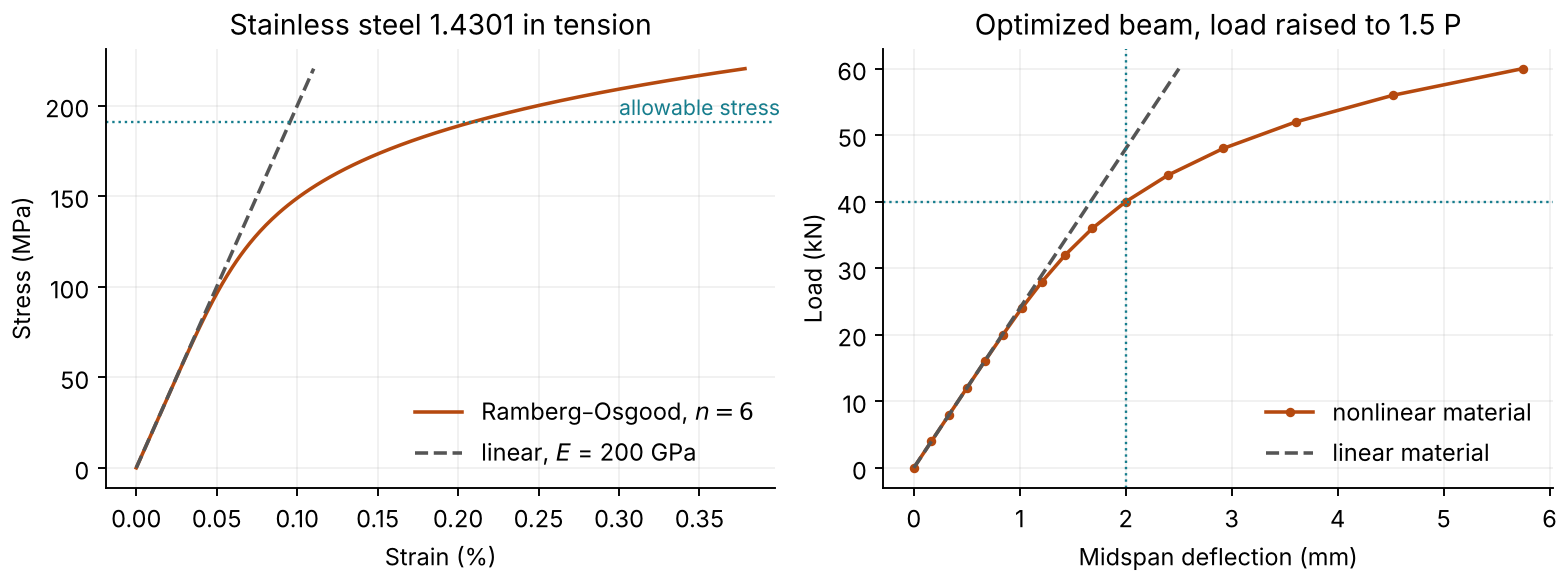 Stainless steel 1.4301 in tension
Stress (MPa)
200
150
100
50
0
allowable stress
Ramberg–Osgood, n = 6
linear, E = 200 GPa
0.00 0.05 0.10 0.15 0.20 0.25 0.30 0.35
Strain (%)
Optimized beam, load raised to 1.5 P
Load (kN)
60
50
40
30
20
10
0
nonlinear material
linear material
0 1 2 3 4 5 6
Midspan deflection (mm)